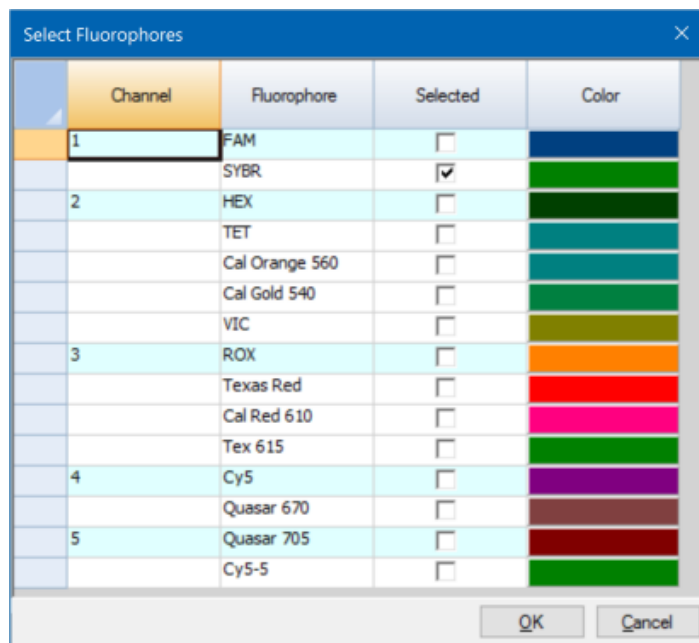 Select Fluorophores
Channel Fluorophore Selected Color
1 FAM
SYBR
2 HEX
TET
Cal Orange 560
Cal Gold 540
VIC
3 ROX
Texas Red
Cal Red 610
Tex 615
4 Cy5
Quasar 670
5 Quasar 705
Cy5-5
OK Cancel